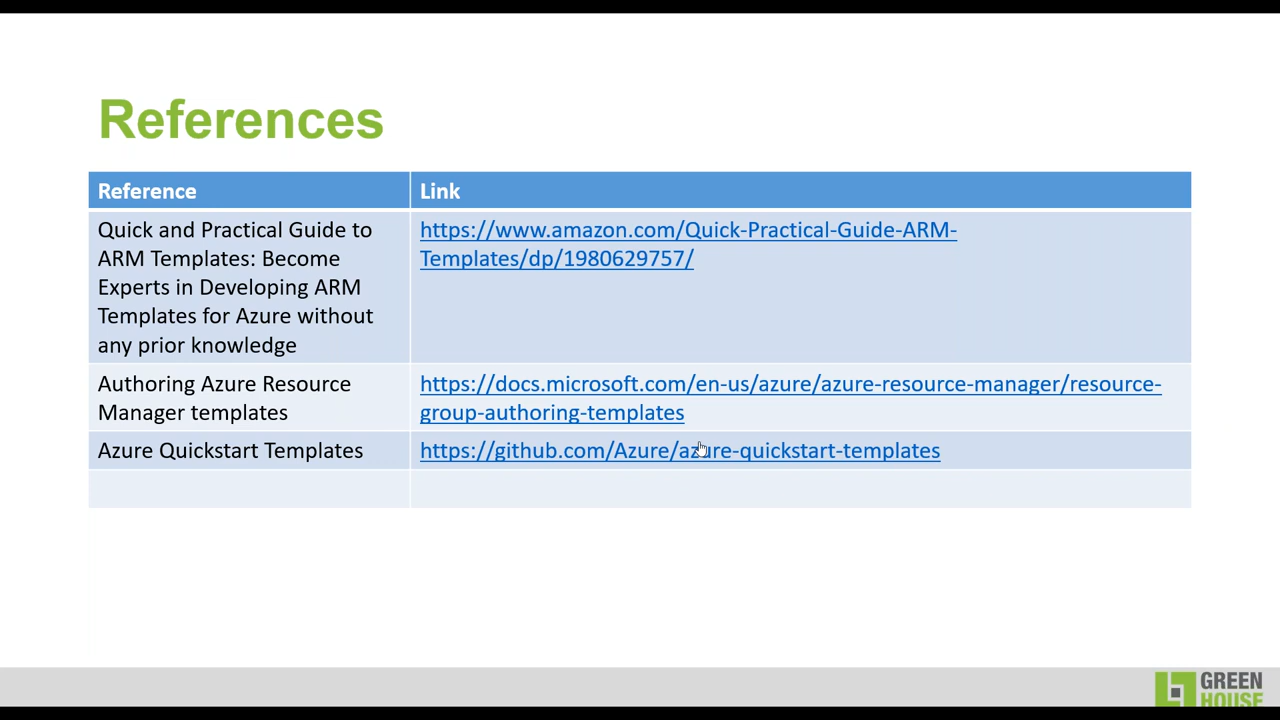 References
Reference
Link
Quick and Practical Guide to
ARM Templates: Become
Experts in Developing ARM
Templates for Azure without
any prior knowledge
https://www.amazon.com/Quick-Practical-Guide-ARM-
Templates/dp/1980629757/
Authoring Azure Resource
Manager templates
https://docs.microsoft.com/en-us/azure/azure-resource-manager/resource-
group-authoring-templates
Azure Quickstart Templates
https://github.com/Azure/azure-quickstart-templates
GREEN
HOUSE